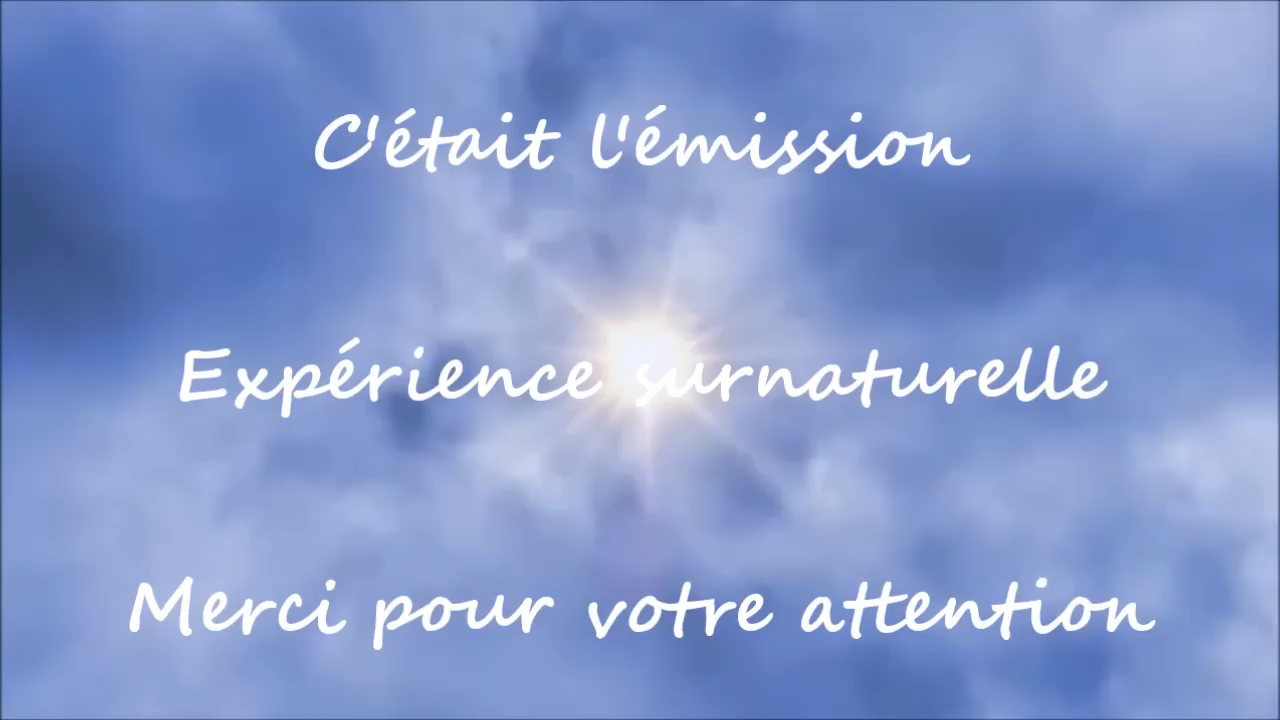 C'était l'émission
Expérience surnaturelle
Merci pour votre attention